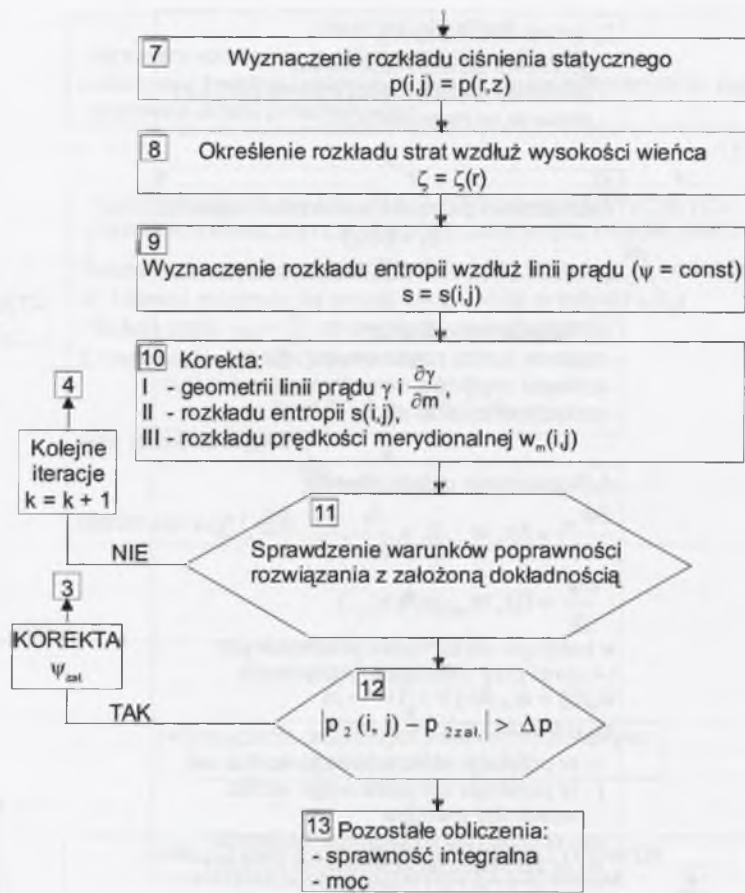 7
Wyznaczenie rozkładu ciśnienia statycznego
p(i,j) = p(r,z)
8
Określenie rozkładu strat wzdłuż wysokości wieńca
ζ = ζ(r)
9
Wyznaczenie rozkładu entropii wzdłuż linii prądu (ψ = const)
s = s(i,j)
10 Korekta:
I - geometrii linii prądu γ i ∂γ/∂m,
II - rozkładu entropii s(i,j),
III - rozkładu prędkości merydionalnej wₘ(i,j)
4
Kolejne
iteracje
k = k + 1
NIE
11
Sprawdzenie warunków poprawności
rozwiązania z założoną dokładnością
3
KOREKTA
ψzał.
TAK
12
|p₂(i, j) – p₂zał.| > Δp
13 Pozostałe obliczenia:
- sprawność integralna
- moc